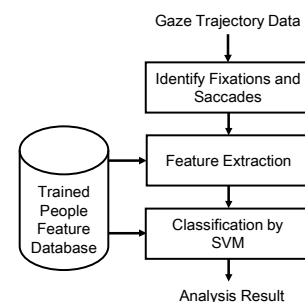 Gaze Trajectory Data
Identify Fixations and
Saccades
Feature Extraction
Trained
People
Feature
Database
Classification by
SVM
Analysis Result